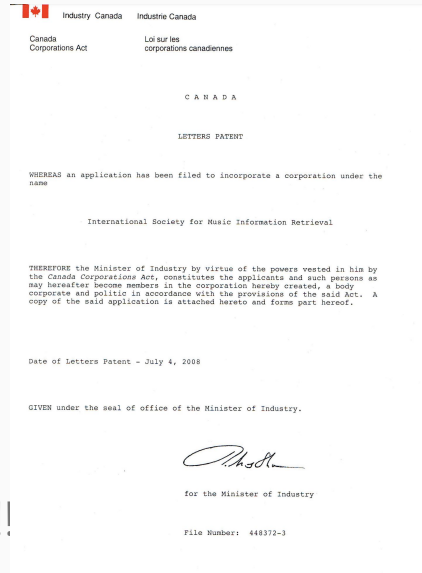 Industry Canada Industrie Canada
Canada Loi sur les
Corporations Act corporations canadiennes
C A N A D A
LETTERS PATENT
WHEREAS an application has been filed to incorporate a corporation under the
name
International Society for Music Information Retrieval
THEREFORE the Minister of Industry by virtue of the powers vested in him by
the Canada Corporations Act, constitutes the applicants and such persons as
may hereafter become members in the corporation hereby created, a body
corporate and politic in accordance with the provisions of the said Act. A
copy of the said application is attached hereto and forms part hereof.
Date of Letters Patent - July 4, 2008
GIVEN under the seal of office of the Minister of Industry.
for the Minister of Industry
File Number: 448372-3